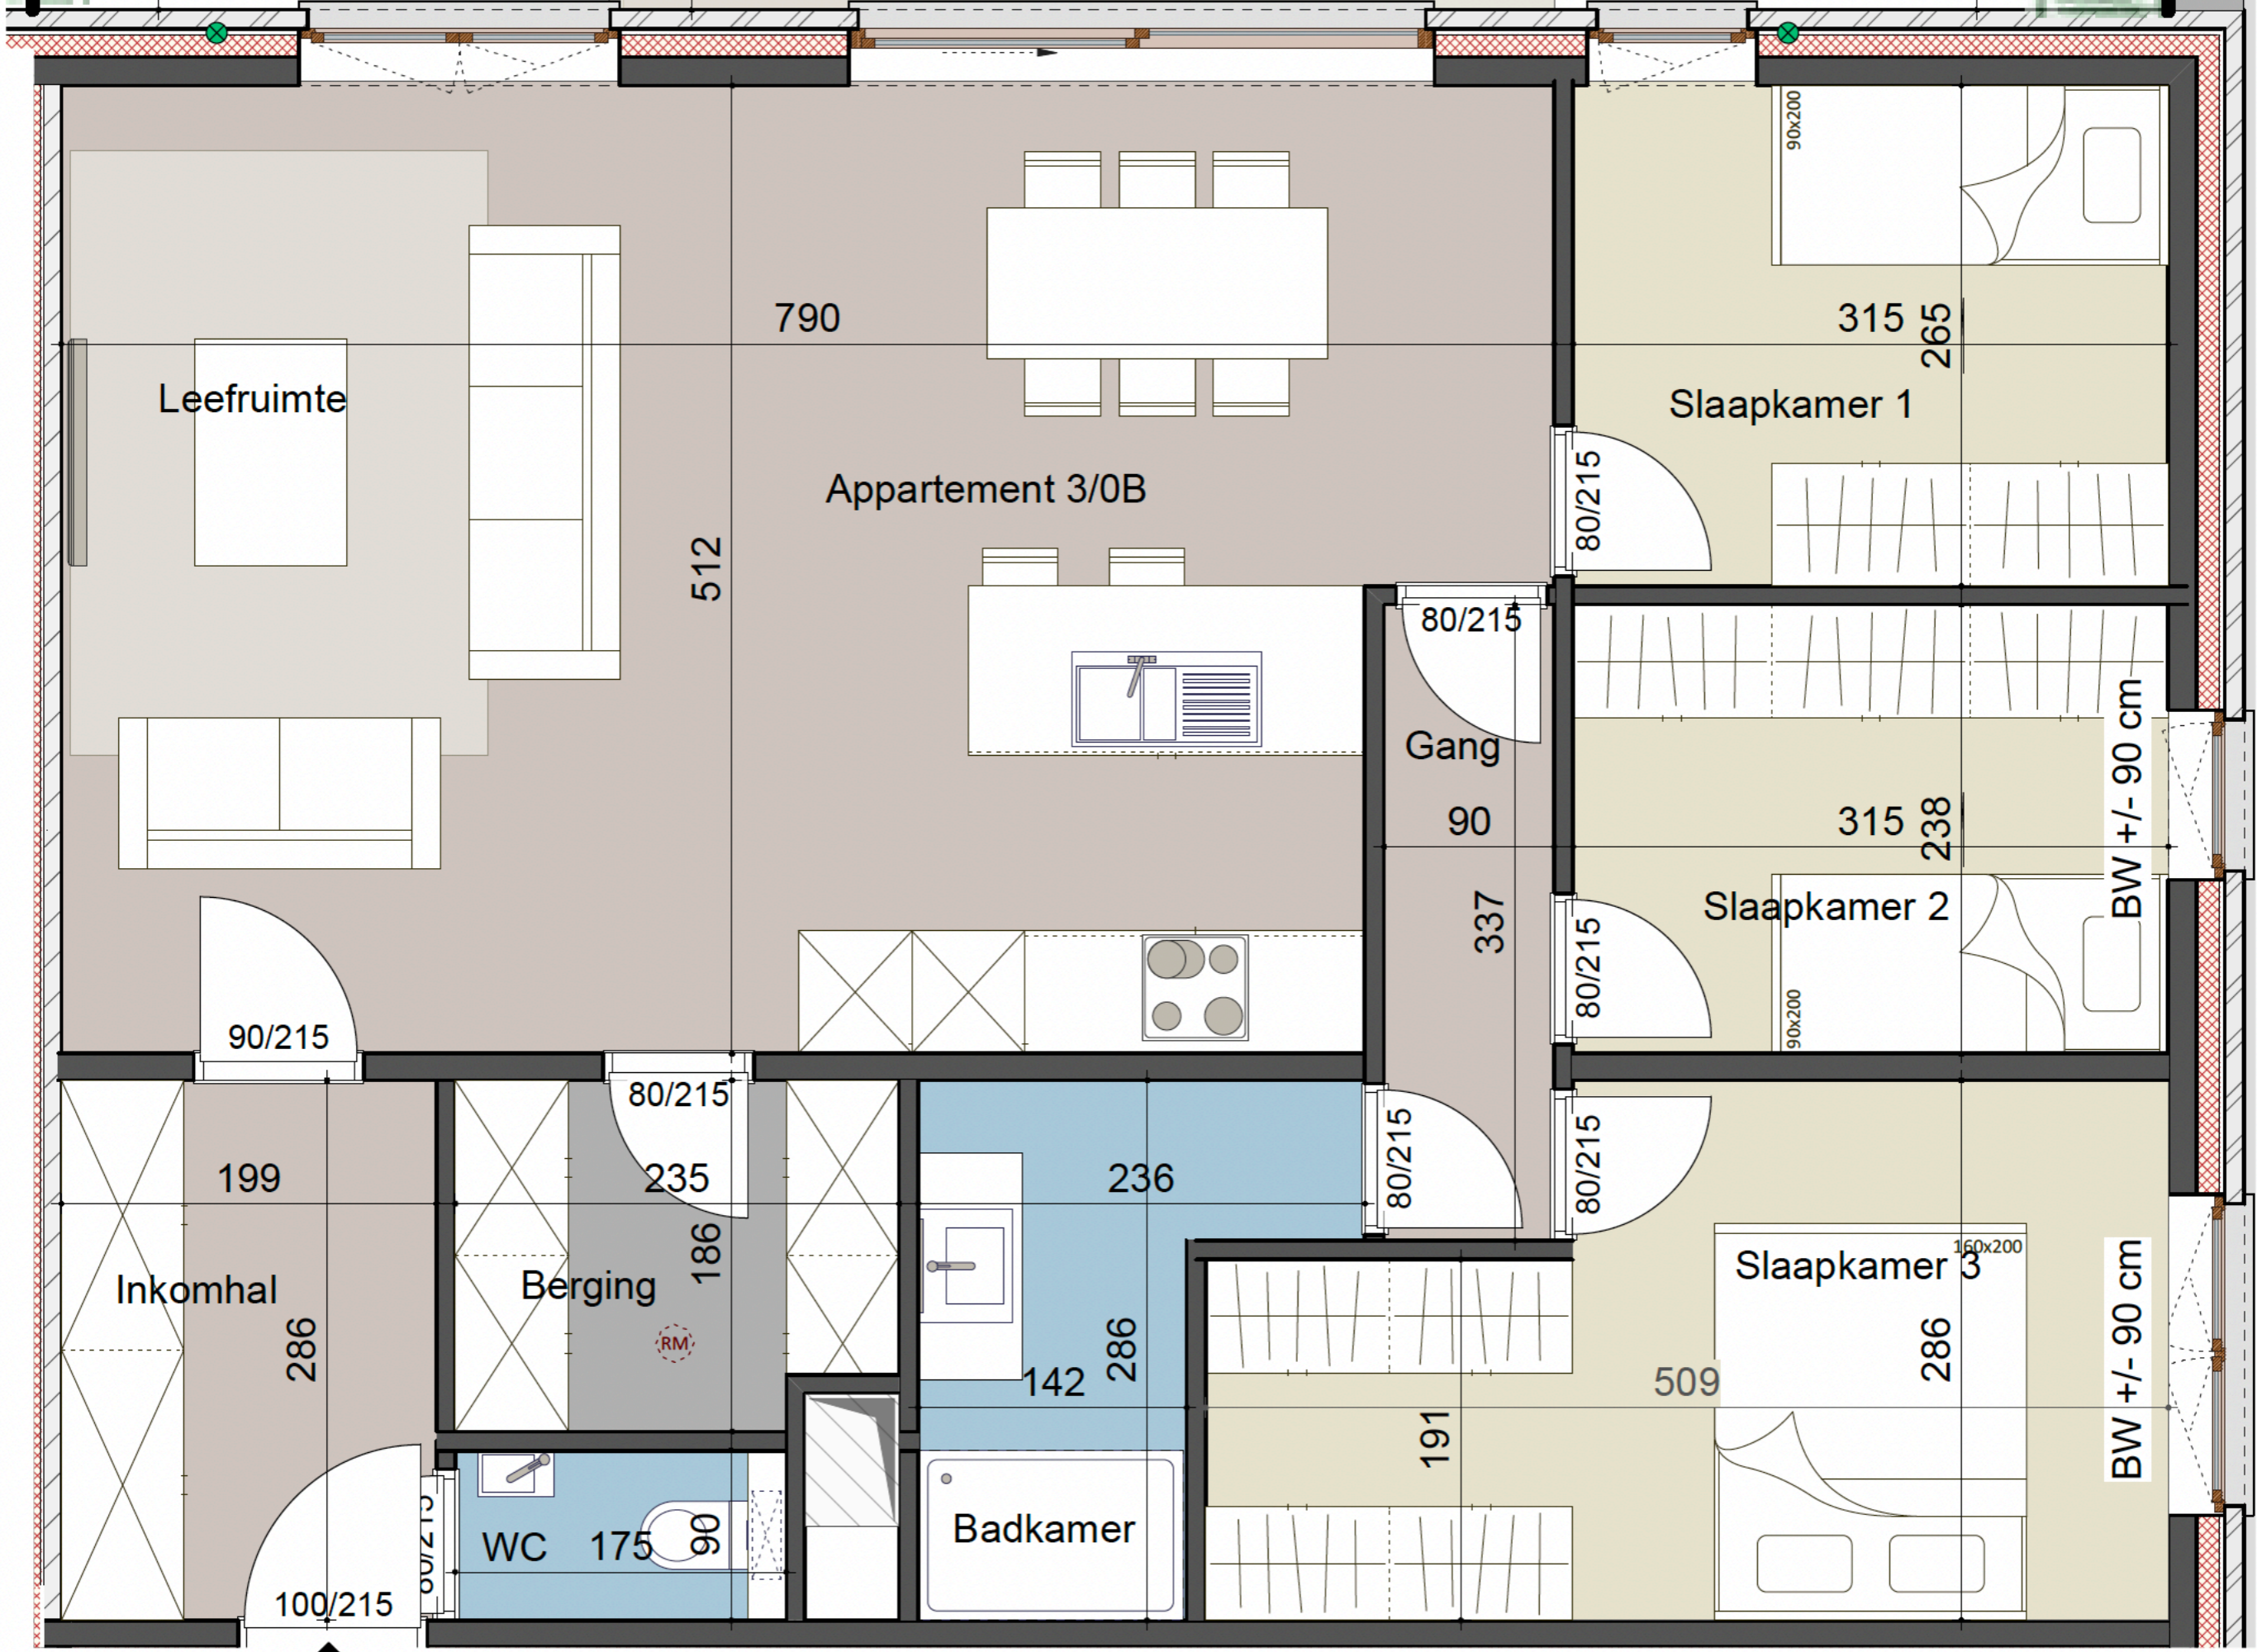 90x200
790
315
265
Leefruimte
Slaapkamer 1
Appartement 3/0B
80/215
512
80/215
Gang
BW +/- 90 cm
90
315
238
Slaapkamer 2
337
80/215
90x200
90/215
80/215
80/215
80/215
199
235
236
186
Inkomhal
Berging
RM
286
142
286
160x200
Slaapkamer 3
286
509
191
BW +/- 90 cm
80/215
WC
175
90
Badkamer
100/215